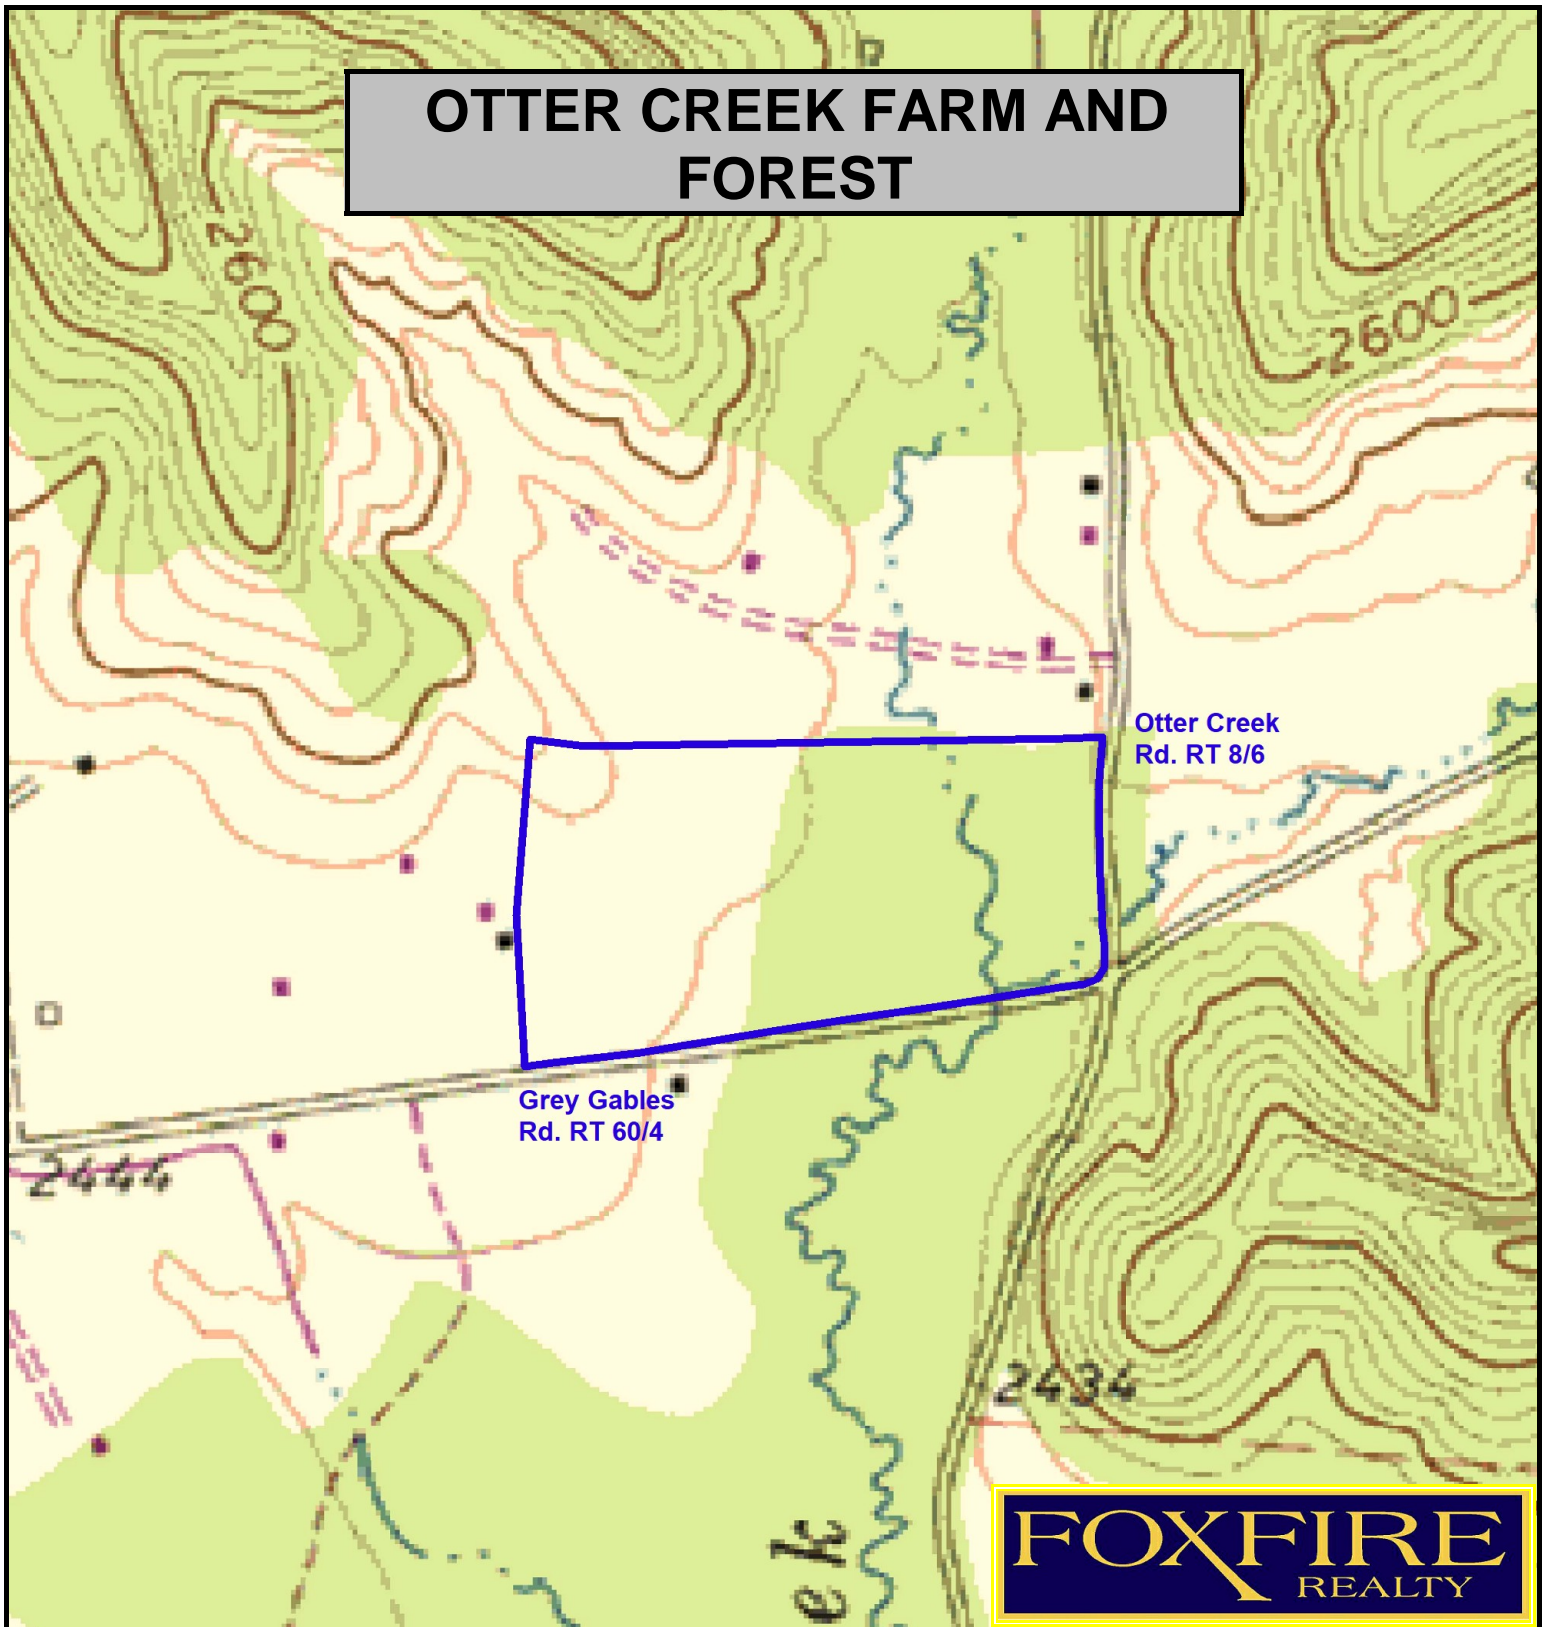 OTTER CREEK FARM AND
FOREST
2600
2600
Otter Creek
Rd. RT 8/6
Grey Gables
Rd. RT 60/4
2444
2434
ek
FOXFIRE
REALTY